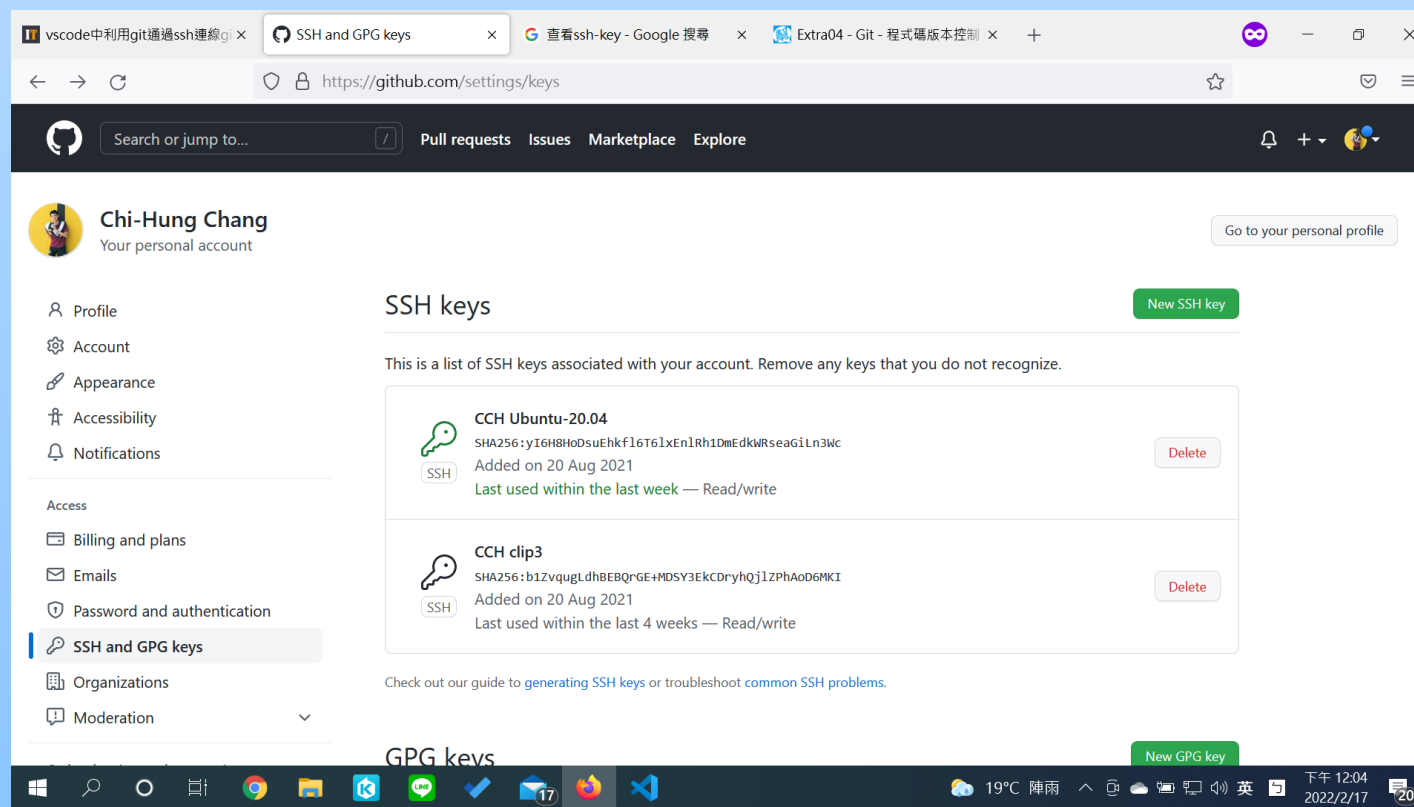 vscode中利用git通過ssh連線gi
SSH and GPG keys
查看ssh-key - Google 搜尋
Extra04 - Git - 程式碼版本控制
https://github.com/settings/keys
Search or jump to...
/
Pull requests
Issues
Marketplace
Explore
Chi-Hung Chang
Your personal account
Go to your personal profile
Profile
Account
Appearance
Accessibility
Notifications
Access
Billing and plans
Emails
Password and authentication
SSH and GPG keys
Organizations
Moderation
SSH keys
New SSH key
This is a list of SSH keys associated with your account. Remove any keys that you do not recognize.
CCH Ubuntu-20.04
SHA256:yI6H8HoDsuEhkfl6T6lxEnlRh1DmEdkWRseaGiLn3Wc
Added on 20 Aug 2021
Last used within the last week — Read/write
SSH
Delete
CCH clip3
SHA256:b1ZvqugLdhBEBQrGE+MDSY3EkCDryhQjlZPhAoD6MKI
Added on 20 Aug 2021
Last used within the last 4 weeks — Read/write
SSH
Delete
Check out our guide to generating SSH keys or troubleshoot common SSH problems.
GPG keys
New GPG key
LINE
17
19°C 陣雨
英
下午 12:04
2022/2/17
20